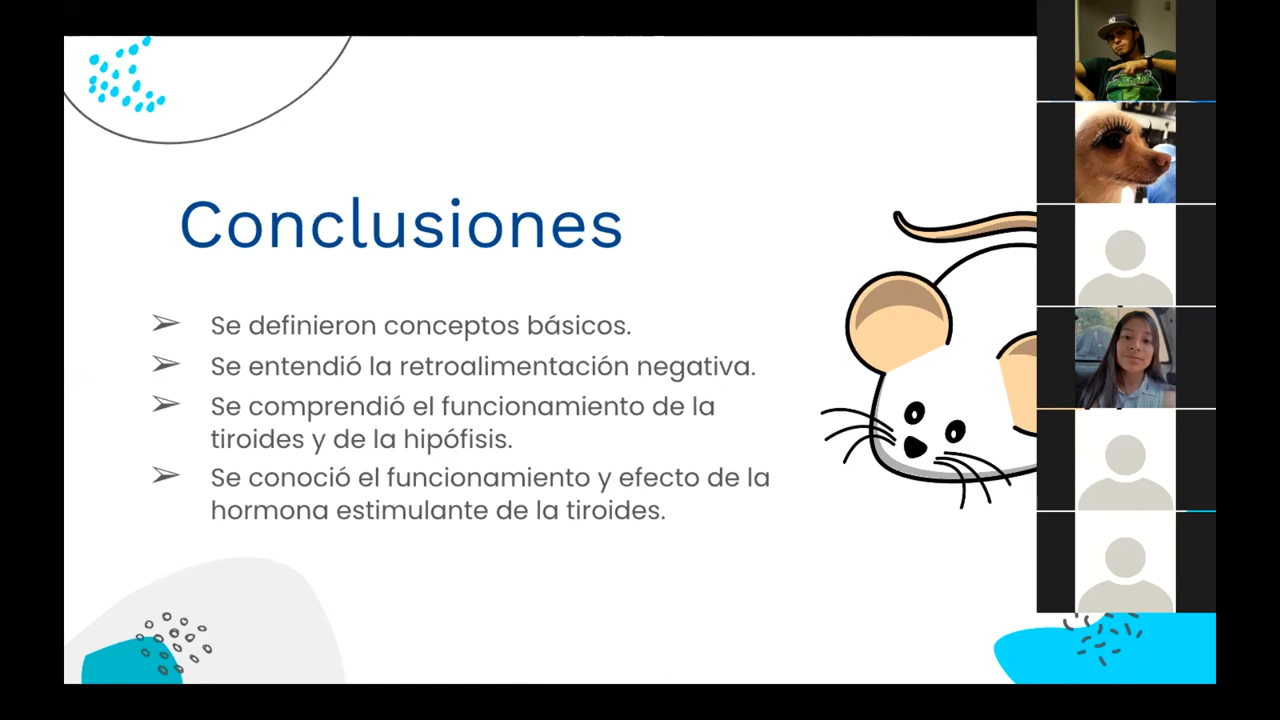 Conclusiones
➢ Se definieron conceptos básicos.
➢ Se entendió la retroalimentación negativa.
➢ Se comprendió el funcionamiento de la
tiroides y de la hipófisis.
➢ Se conoció el funcionamiento y efecto de la
hormona estimulante de la tiroides.